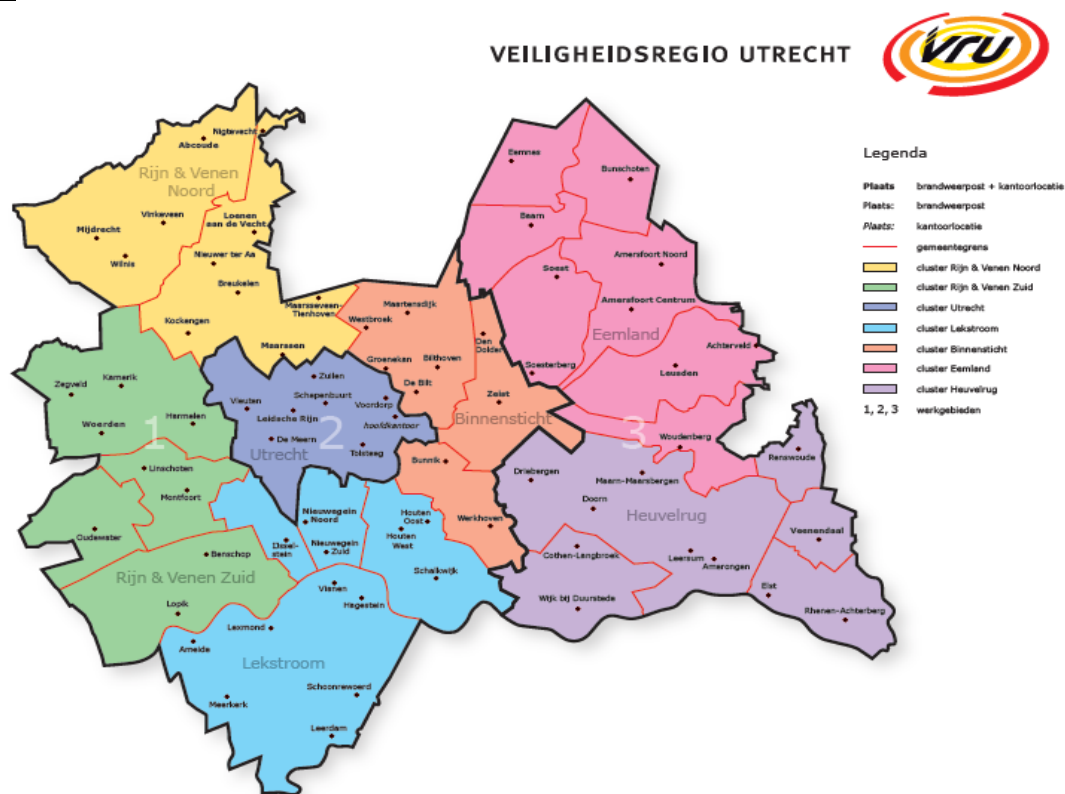 VEILIGHEIDSREGIO UTRECHT
vru
Legenda
Plaats brandweerpost + kantoorlocatie
Plaats: brandweerpost
Plaats: kantoorlocatie
gemeentegrens
cluster Rijn & Venen Noord
cluster Rijn & Venen Zuid
cluster Utrecht
cluster Lekstroom
cluster Binnensticht
cluster Eemland
cluster Heuvelrug
1, 2, 3 werkgebieden
Rijn & Venen
Noord
Abcoude
Nigtevecht
Vinkeveen
Mijdrecht
Wilnis
Loenen
aan de Vecht
Nieuwer ter Aa
Breukelen
Kockengen
Maarsseveen-
Tienhoven
Maarssen
1
Zegveld
Kamerik
Harmelen
Woerden
Linschoten
Montfoort
Oudewater
Benschop
Rijn & Venen Zuid
Lopik
2
Utrecht
Zuilen
Schepenbuurt
Vleuten
Leidsche Rijn
Voordorp
hoofdkantoor
De Meern
Tolsteeg
Binnensticht
Maartensdijk
Westbroek
Groenekan
Bilthoven
De Bilt
Den
Dolder
Zeist
Bunnik
Werkhoven
3
Eemland
Eemnes
Bunschoten
Baarn
Soest
Amersfoort Noord
Amersfoort Centrum
Achterveld
Soesterberg
Leusden
Woudenberg
Heuvelrug
Driebergen
Maarn-Maarsbergen
Renswoude
Doorn
Veenendaal
Cothen-Langbroek
Leersum
Amerongen
Elst
Wijk bij Duurstede
Rhenen-Achterberg
Lekstroom
Nieuwegein
Noord
Nieuwegein
Zuid
IJssel-
stein
Houten
Oost
Houten
West
Schalkwijk
Vianen
Hagestein
Lexmond
Ameide
Schoonrewoerd
Meerkerk
Leerdam